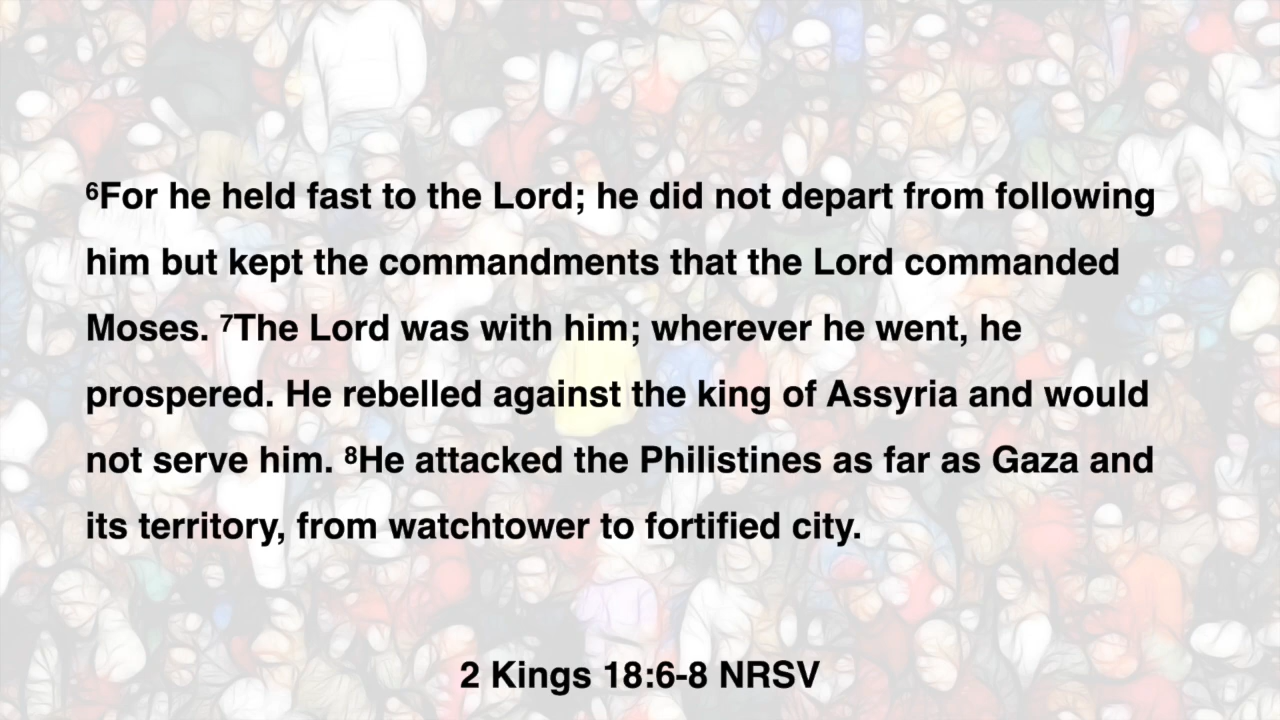 ⁶For he held fast to the Lord; he did not depart from following
him but kept the commandments that the Lord commanded
Moses. ⁷The Lord was with him; wherever he went, he
prospered. He rebelled against the king of Assyria and would
not serve him. ⁸He attacked the Philistines as far as Gaza and
its territory, from watchtower to fortified city.
2 Kings 18:6-8 NRSV